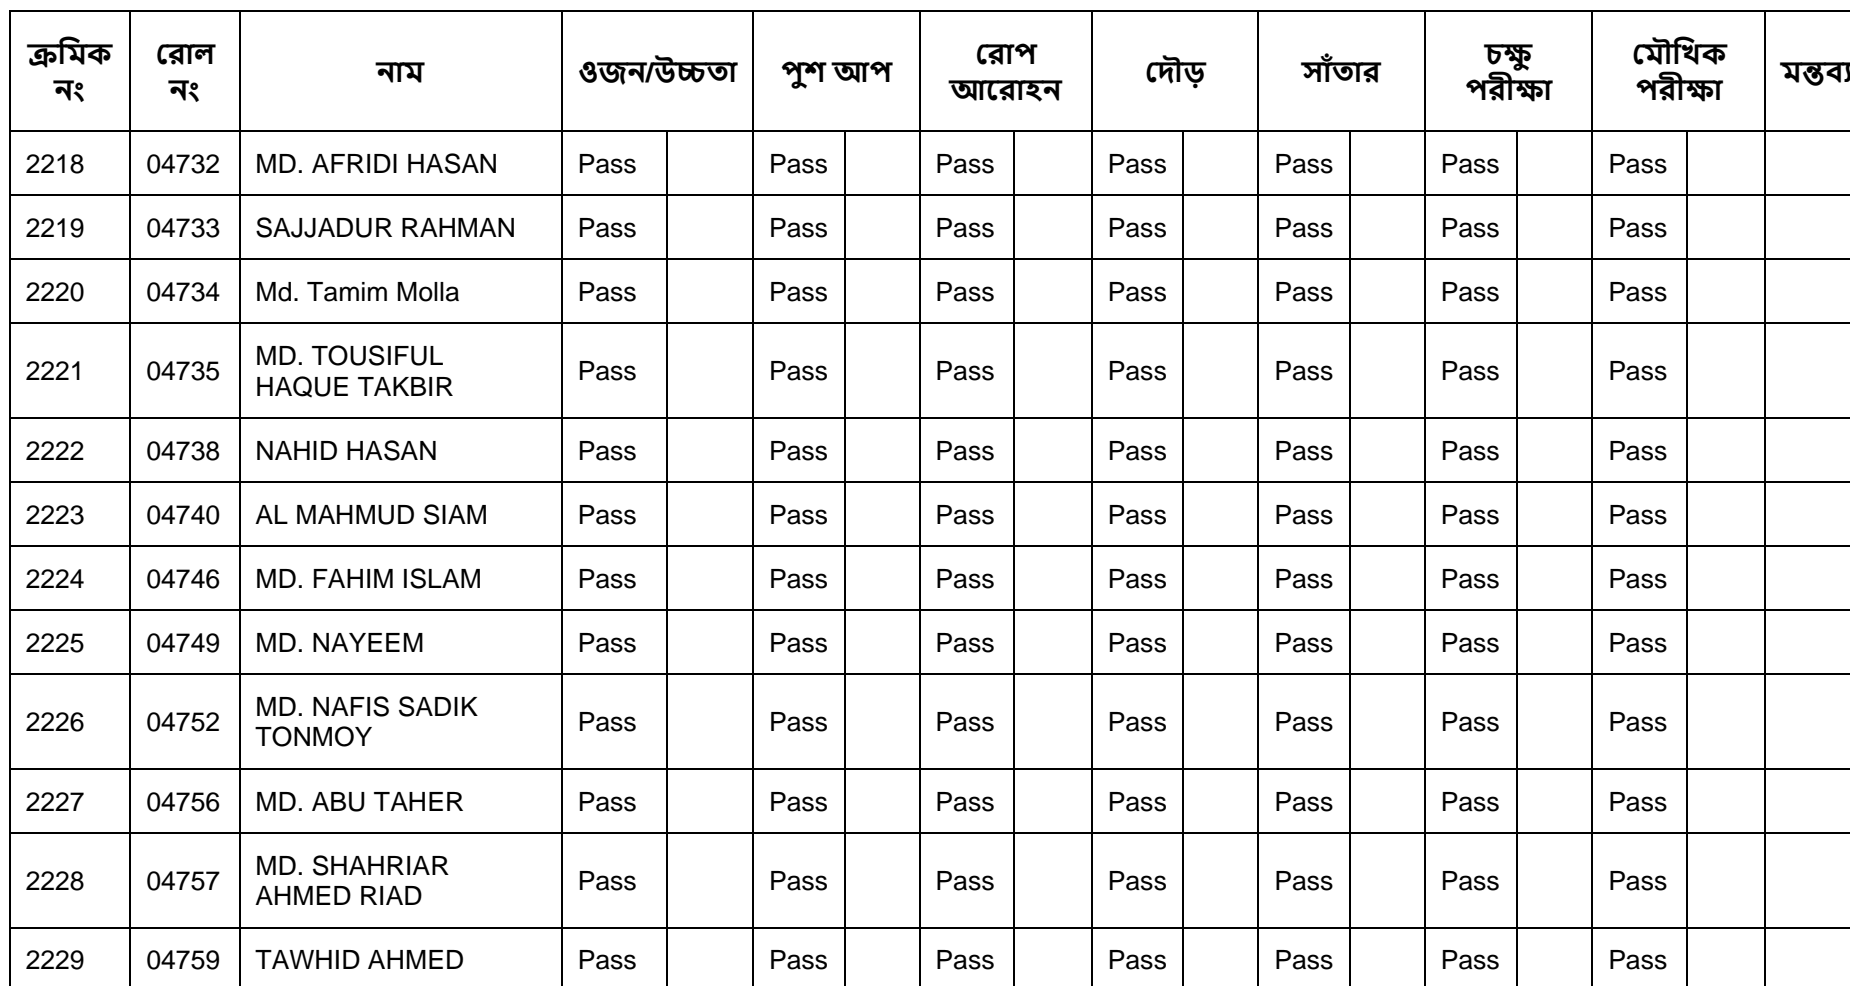 ক্রমিক নং রোল নং নাম ওজন/উচ্চতা পুশ আপ রোপ আরোহন দৌড় সাঁতার চক্ষু পরীক্ষা মৌখিক পরীক্ষা মন্তব্য
2218 04732 MD. AFRIDI HASAN Pass Pass Pass Pass Pass Pass Pass
2219 04733 SAJJADUR RAHMAN Pass Pass Pass Pass Pass Pass Pass
2220 04734 Md. Tamim Molla Pass Pass Pass Pass Pass Pass Pass
2221 04735 MD. TOUSIFUL HAQUE TAKBIR Pass Pass Pass Pass Pass Pass Pass
2222 04738 NAHID HASAN Pass Pass Pass Pass Pass Pass Pass
2223 04740 AL MAHMUD SIAM Pass Pass Pass Pass Pass Pass Pass
2224 04746 MD. FAHIM ISLAM Pass Pass Pass Pass Pass Pass Pass
2225 04749 MD. NAYEEM Pass Pass Pass Pass Pass Pass Pass
2226 04752 MD. NAFIS SADIK TONMOY Pass Pass Pass Pass Pass Pass Pass
2227 04756 MD. ABU TAHER Pass Pass Pass Pass Pass Pass Pass
2228 04757 MD. SHAHRIAR AHMED RIAD Pass Pass Pass Pass Pass Pass Pass
2229 04759 TAWHID AHMED Pass Pass Pass Pass Pass Pass Pass